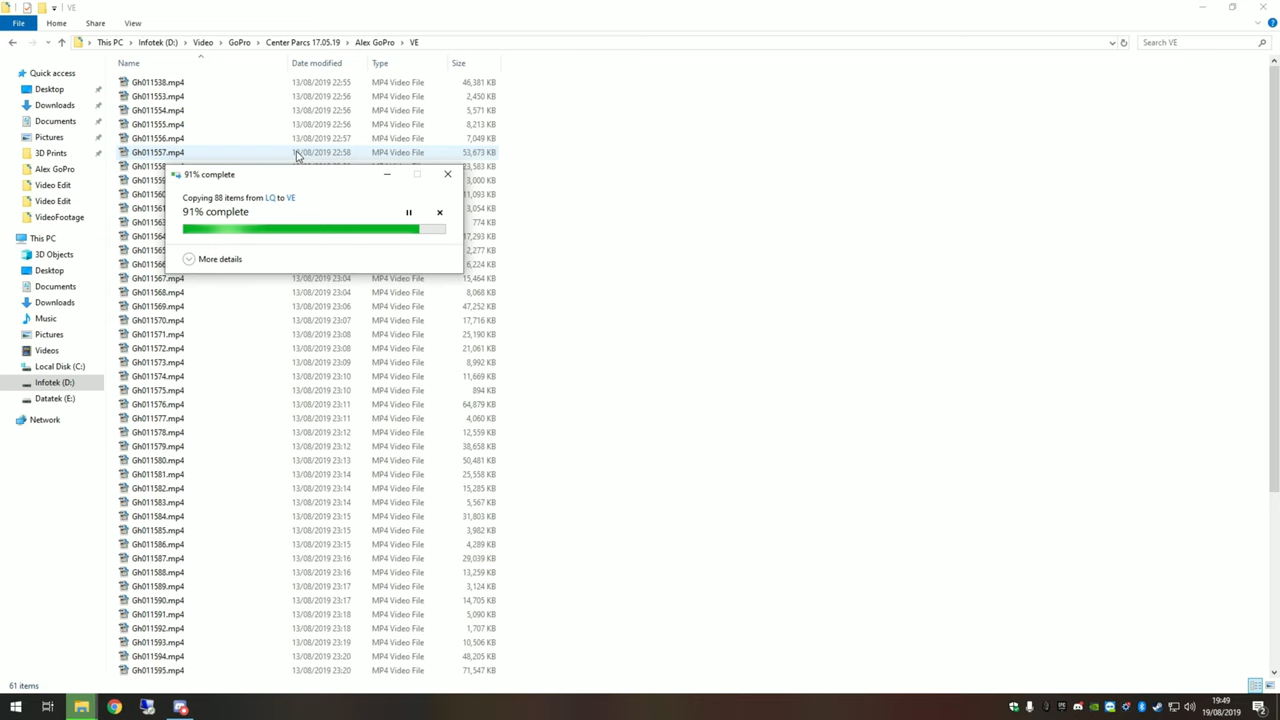 VE
File Home Share View
This PC Infotek (D:) Video GoPro Center Parcs 17.05.19 Alex GoPro VE
Search VE
Name Date modified Type Size
Quick access
Desktop
Downloads
Documents
Pictures
3D Prints
Alex GoPro
Video Edit
Video Edit
VideoFootage
This PC
3D Objects
Desktop
Documents
Downloads
Music
Pictures
Videos
Local Disk (C:)
Infotek (D:)
Datatek (E:)
Network
Gh011538.mp4 13/08/2019 22:55 MP4 Video File 46,381 KB
Gh011553.mp4 13/08/2019 22:56 MP4 Video File 2,450 KB
Gh011554.mp4 13/08/2019 22:56 MP4 Video File 5,571 KB
Gh011555.mp4 13/08/2019 22:56 MP4 Video File 8,213 KB
Gh011556.mp4 13/08/2019 22:57 MP4 Video File 7,049 KB
Gh011557.mp4 /08/2019 22:58 MP4 Video File 53,673 KB
91% complete
Copying 88 items from LQ to VE
91% complete
More details
3,000 KB
11,093 KB
3,054 KB
774 KB
17,293 KB
2,277 KB
6,224 KB
Gh011567.mp4 13/08/2019 23:04 MP4 Video File 15,464 KB
Gh011568.mp4 13/08/2019 23:04 MP4 Video File 8,068 KB
Gh011569.mp4 13/08/2019 23:06 MP4 Video File 47,252 KB
Gh011570.mp4 13/08/2019 23:07 MP4 Video File 17,716 KB
Gh011571.mp4 13/08/2019 23:08 MP4 Video File 25,190 KB
Gh011572.mp4 13/08/2019 23:08 MP4 Video File 21,061 KB
Gh011573.mp4 13/08/2019 23:09 MP4 Video File 8,992 KB
Gh011574.mp4 13/08/2019 23:10 MP4 Video File 11,669 KB
Gh011575.mp4 13/08/2019 23:10 MP4 Video File 894 KB
Gh011576.mp4 13/08/2019 23:11 MP4 Video File 64,879 KB
Gh011577.mp4 13/08/2019 23:11 MP4 Video File 4,060 KB
Gh011578.mp4 13/08/2019 23:12 MP4 Video File 12,559 KB
Gh011579.mp4 13/08/2019 23:12 MP4 Video File 38,658 KB
Gh011580.mp4 13/08/2019 23:13 MP4 Video File 50,481 KB
Gh011581.mp4 13/08/2019 23:14 MP4 Video File 25,558 KB
Gh011582.mp4 13/08/2019 23:14 MP4 Video File 15,285 KB
Gh011583.mp4 13/08/2019 23:15 MP4 Video File 5,567 KB
Gh011584.mp4 13/08/2019 23:15 MP4 Video File 31,803 KB
Gh011585.mp4 13/08/2019 23:15 MP4 Video File 3,982 KB
Gh011586.mp4 13/08/2019 23:15 MP4 Video File 4,289 KB
Gh011587.mp4 13/08/2019 23:16 MP4 Video File 29,039 KB
Gh011588.mp4 13/08/2019 23:16 MP4 Video File 13,259 KB
Gh011589.mp4 13/08/2019 23:17 MP4 Video File 3,124 KB
Gh011590.mp4 13/08/2019 23:17 MP4 Video File 14,705 KB
Gh011591.mp4 13/08/2019 23:18 MP4 Video File 5,090 KB
Gh011592.mp4 13/08/2019 23:18 MP4 Video File 1,707 KB
Gh011593.mp4 13/08/2019 23:19 MP4 Video File 10,506 KB
Gh011594.mp4 13/08/2019 23:20 MP4 Video File 48,205 KB
Gh011595.mp4 13/08/2019 23:20 MP4 Video File 71,547 KB
61 items
19:49
19/08/2019
2